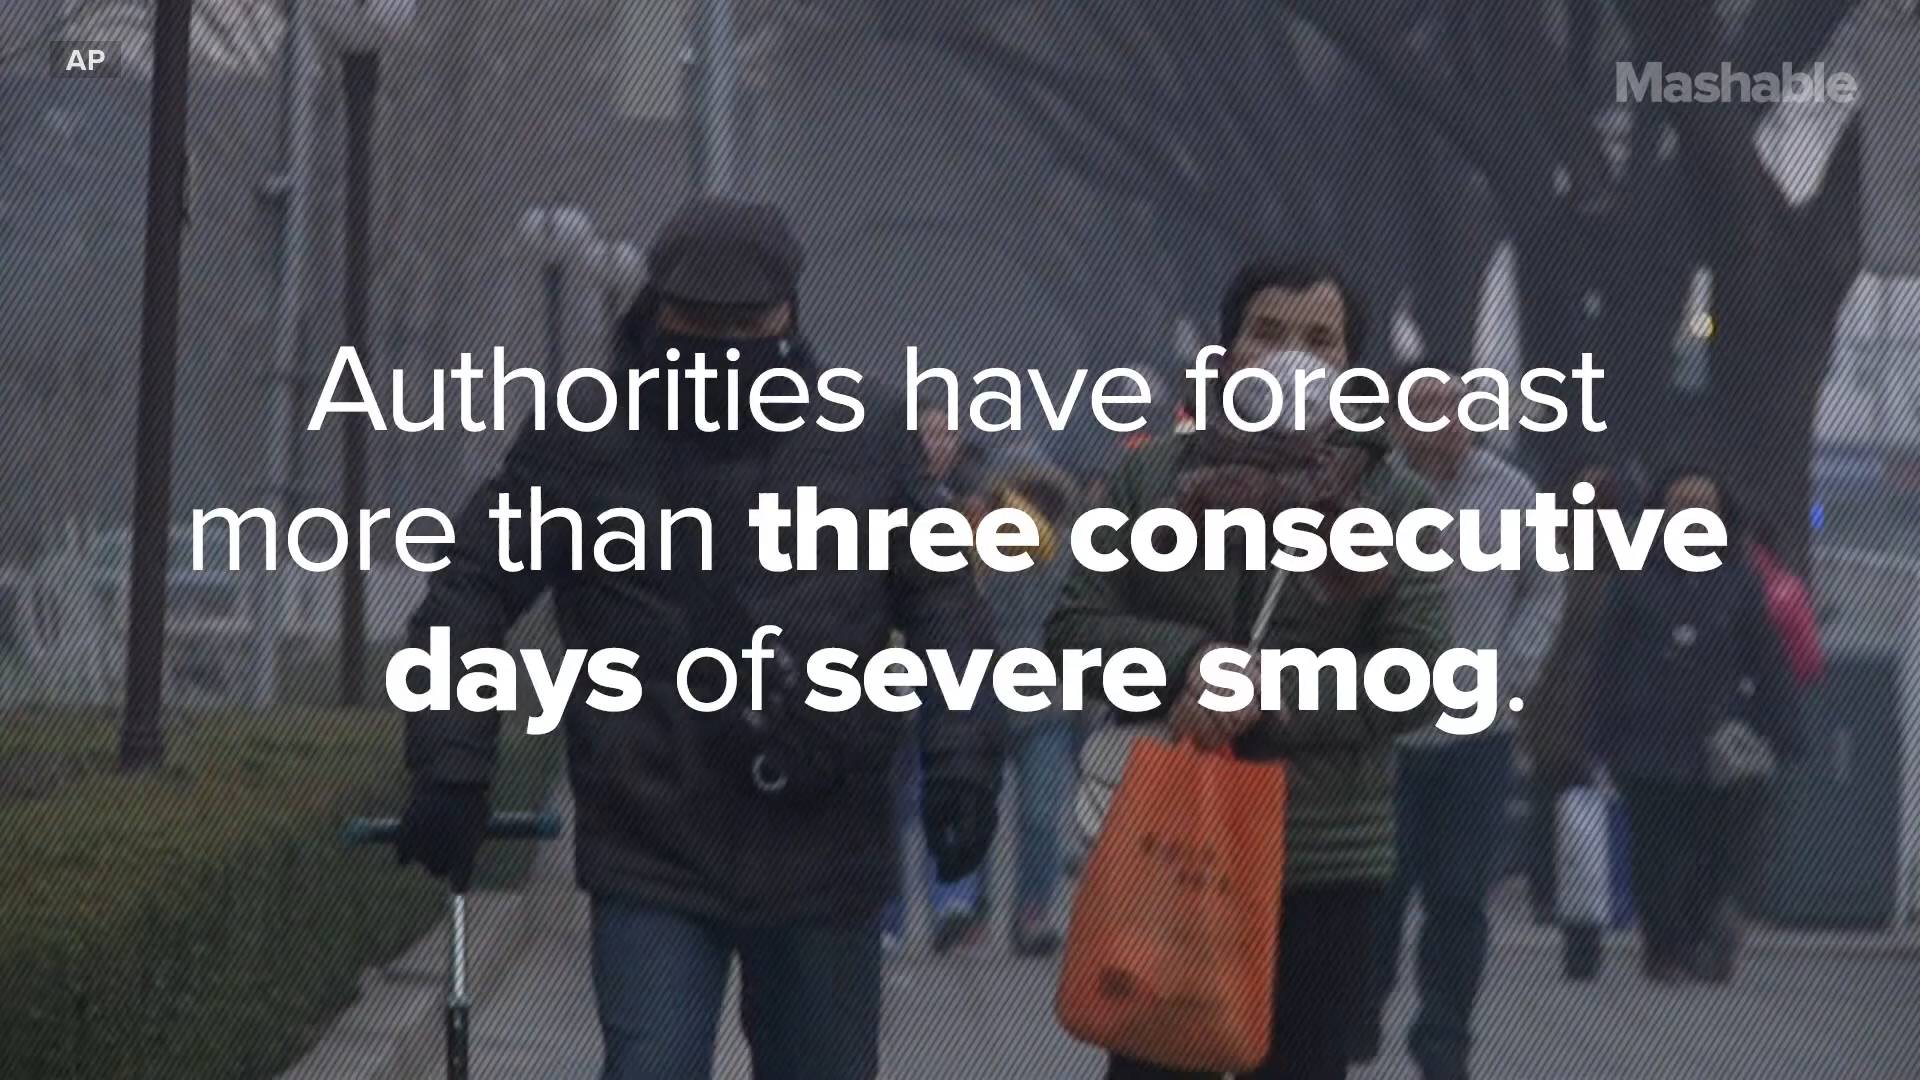 AP
Mashable
Authorities have forecast
more than three consecutive
days of severe smog.